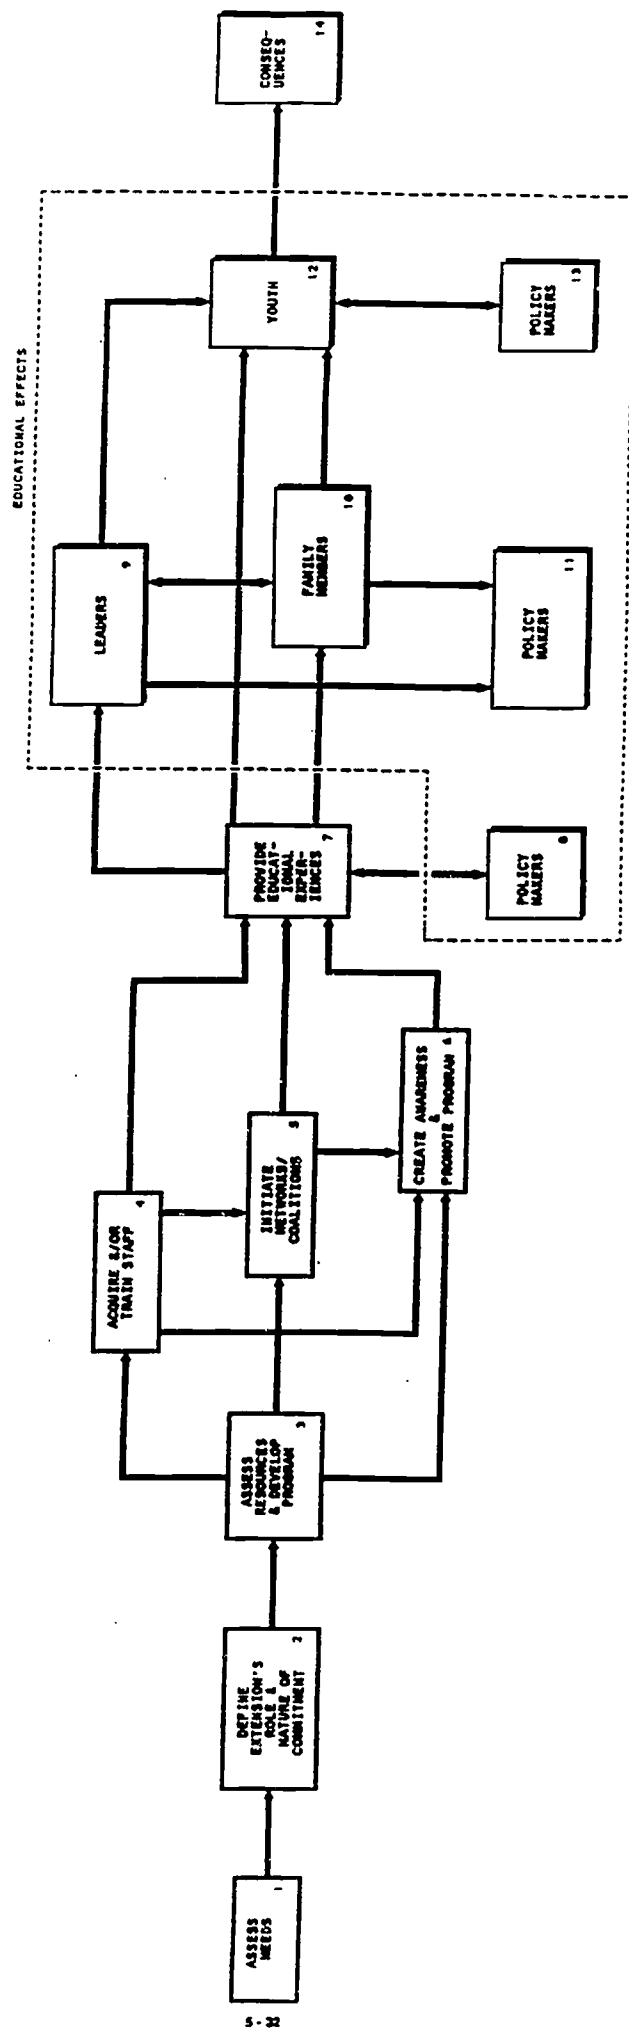 EDUCATIONAL EFFECTS
ASSESS
NEEDS
1
DEFINE
EXTENSION'S
ROLE &
NATURE OF
COMMITMENT
2
ASSESS
RESOURCES
& DEVELOP
PROGRAM
3
ACQUIRE &/OR
TRAIN STAFF
4
INITIATE
NETWORKS/
COALITIONS
5
CREATE AWARENESS
&
PROMOTE PROGRAM 6
PROVIDE
EDUCAT-
IONAL
EXPER-
IENCES
7
POLICY
MAKERS
8
LEADERS
9
FAMILY
MEMBERS
10
POLICY
MAKERS
11
YOUTH
12
POLICY
MAKERS
13
CONSEQ-
UENCES
14